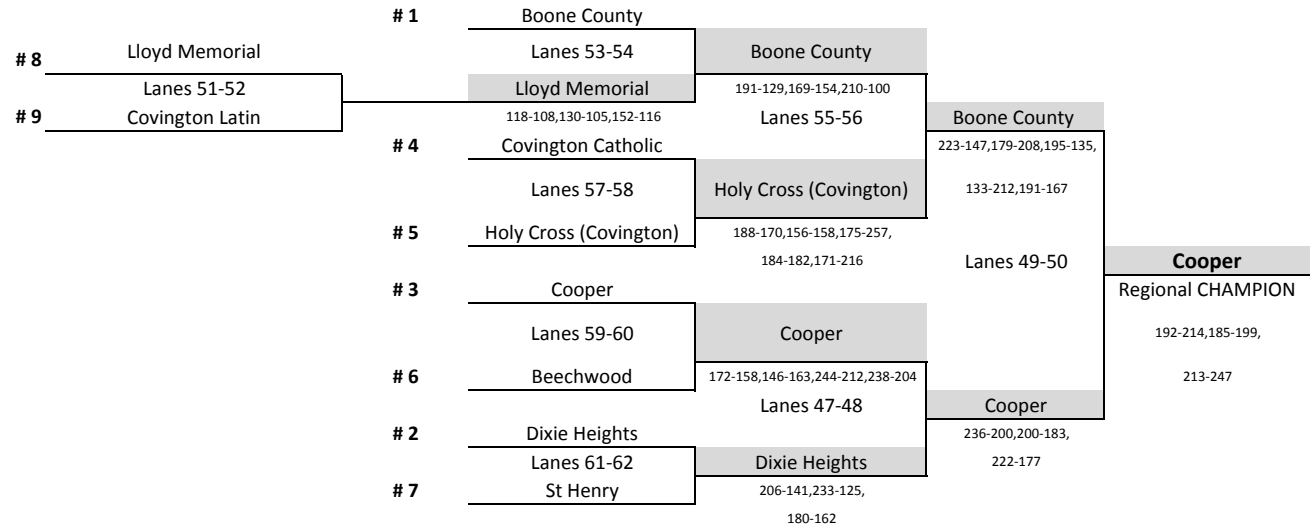 # 1 Boone County
# 8 Lloyd Memorial Lanes 53-54 Boone County
Lanes 51-52 Lloyd Memorial 191-129,169-154,210-100
# 9 Covington Latin 118-108,130-105,152-116 Lanes 55-56 Boone County
# 4 Covington Catholic 223-147,179-208,195-135,
Lanes 57-58 Holy Cross (Covington) 133-212,191-167
# 5 Holy Cross (Covington) 188-170,156-158,175-257,
184-182,171-216 Lanes 49-50 Cooper
# 3 Cooper Regional CHAMPION
Lanes 59-60 Cooper 192-214,185-199,
# 6 Beechwood 172-158,146-163,244-212,238-204 213-247
Lanes 47-48 Cooper
# 2 Dixie Heights 236-200,200-183,
Lanes 61-62 Dixie Heights 222-177
# 7 St Henry 206-141,233-125,
180-162